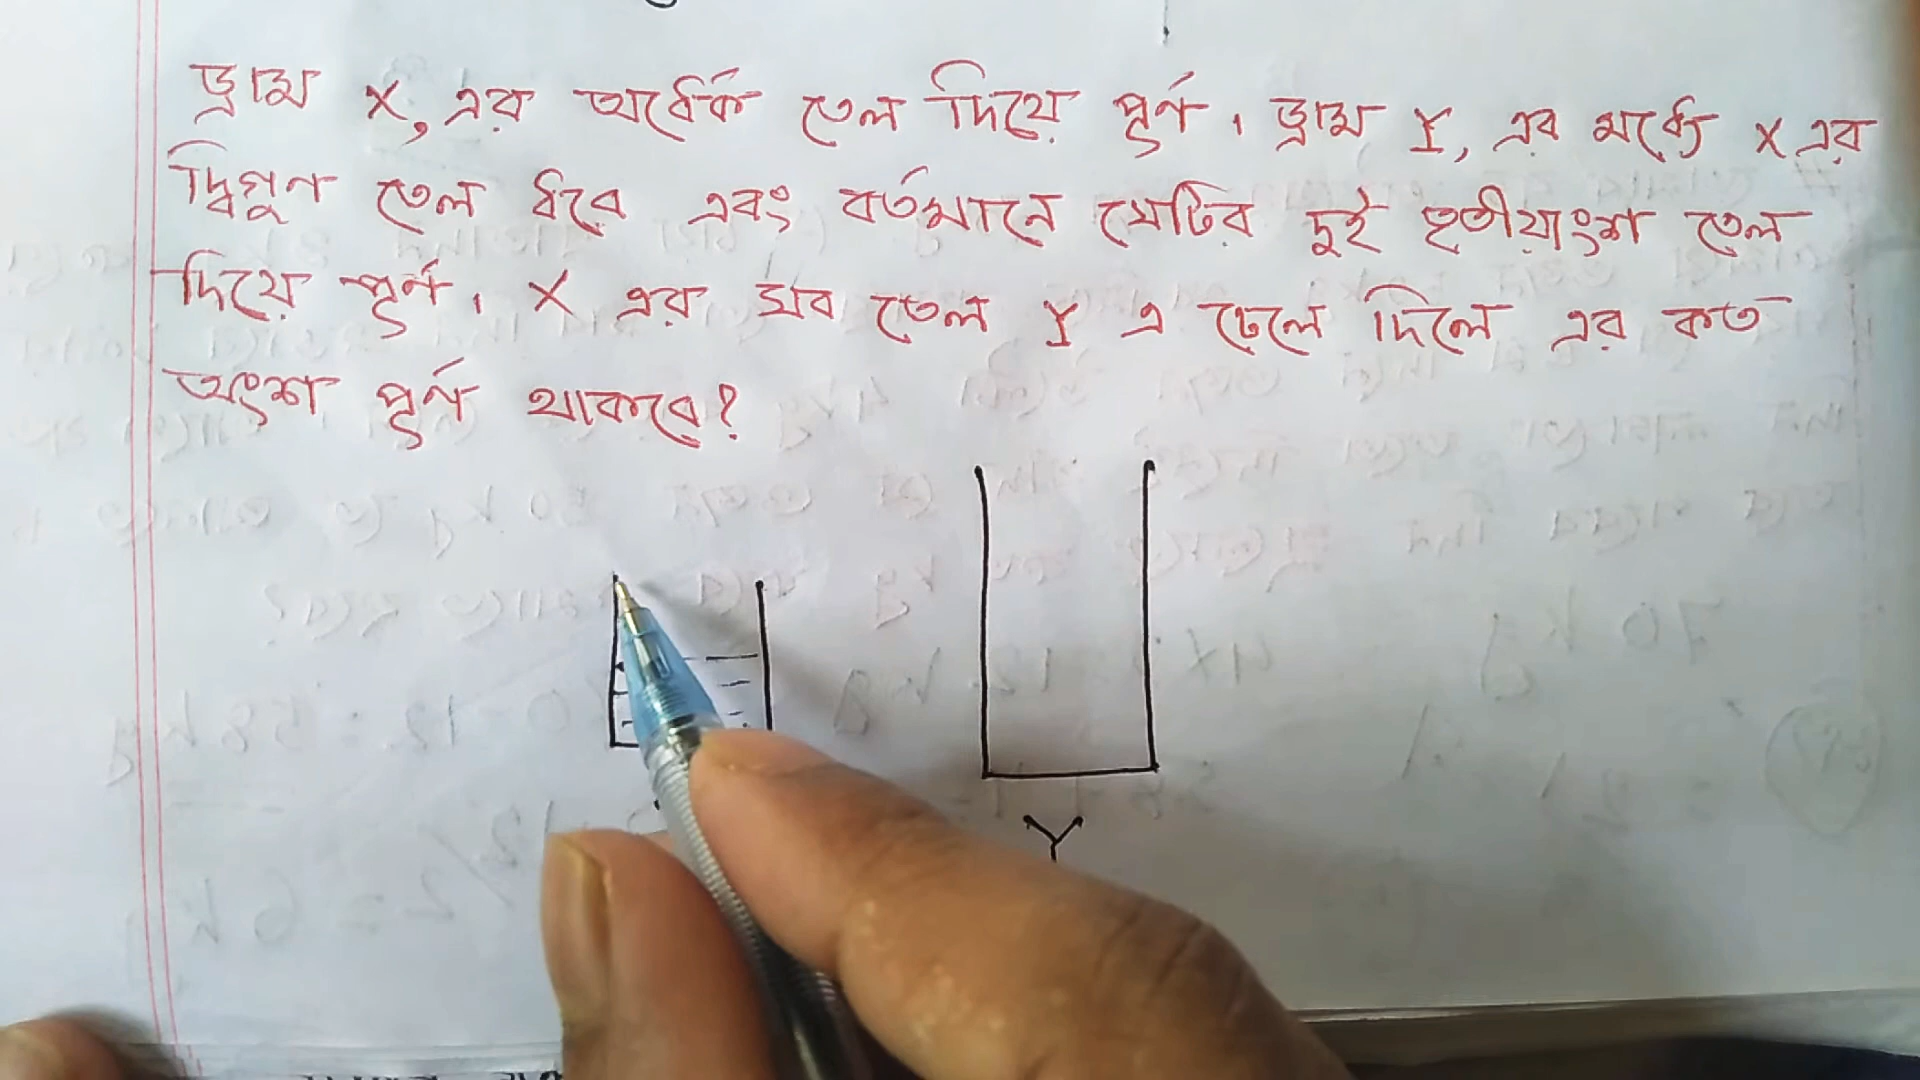 ড্রাম X, এর অর্ধেক তেল দিয়ে পূর্ণ। ড্রাম Y, এর মধ্যে X এর
দ্বিগুণ তেল ধরে এবং বর্তমানে সেটির দুই তৃতীয়াংশ তেল
দিয়ে পূর্ণ। X এর সব তেল Y এ ঢেলে দিলে এর কত
অংশ পূর্ণ থাকবে?
Y